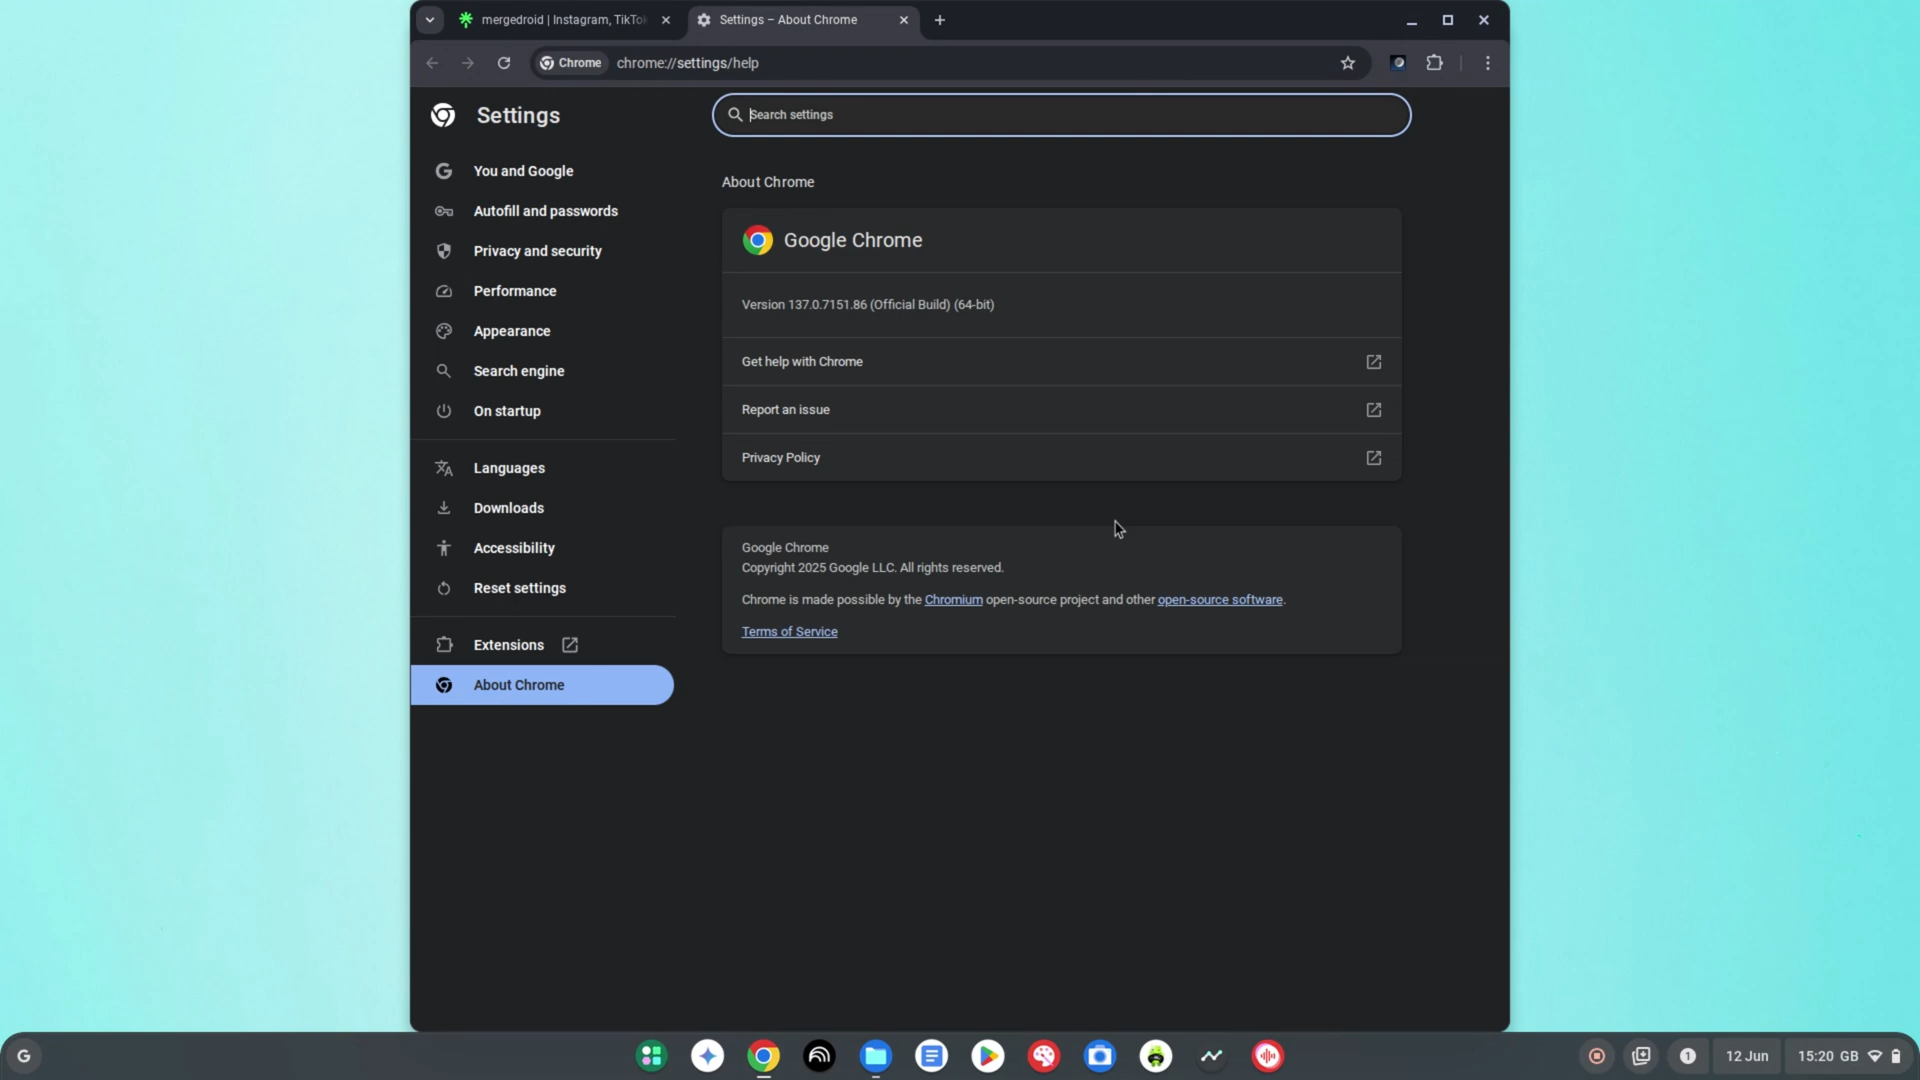 mergedroid | Instagram, TikTo
Settings – About Chrome
Chrome
chrome://settings/help
Settings
Search settings
You and Google
Autofill and passwords
Privacy and security
Performance
Appearance
Search engine
On startup
Languages
Downloads
Accessibility
Reset settings
Extensions
About Chrome
About Chrome
Google Chrome
Version 137.0.7151.86 (Official Build) (64-bit)
Get help with Chrome
Report an issue
Privacy Policy
Google Chrome
Copyright 2025 Google LLC. All rights reserved.
Chrome is made possible by the Chromium open-source project and other open-source software.
Terms of Service
G
1
12 Jun
15:20 GB